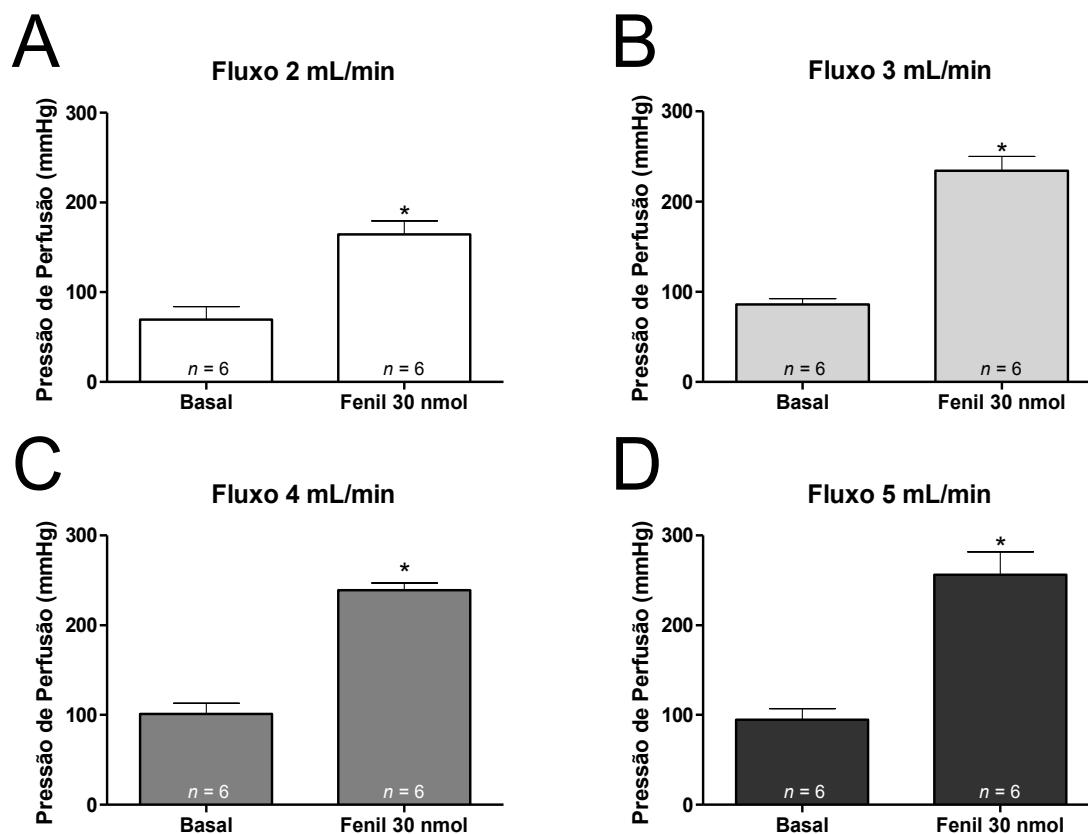 A
Fluxo 2 mL/min
Pressão de Perfusão (mmHg)
300
200
100
0
*
n = 6
n = 6
Basal
Fenil 30 nmol
B
Fluxo 3 mL/min
Pressão de Perfusão (mmHg)
300
200
100
0
*
n = 6
n = 6
Basal
Fenil 30 nmol
C
Fluxo 4 mL/min
Pressão de Perfusão (mmHg)
300
200
100
0
*
n = 6
n = 6
Basal
Fenil 30 nmol
D
Fluxo 5 mL/min
Pressão de Perfusão (mmHg)
300
200
100
0
*
n = 6
n = 6
Basal
Fenil 30 nmol